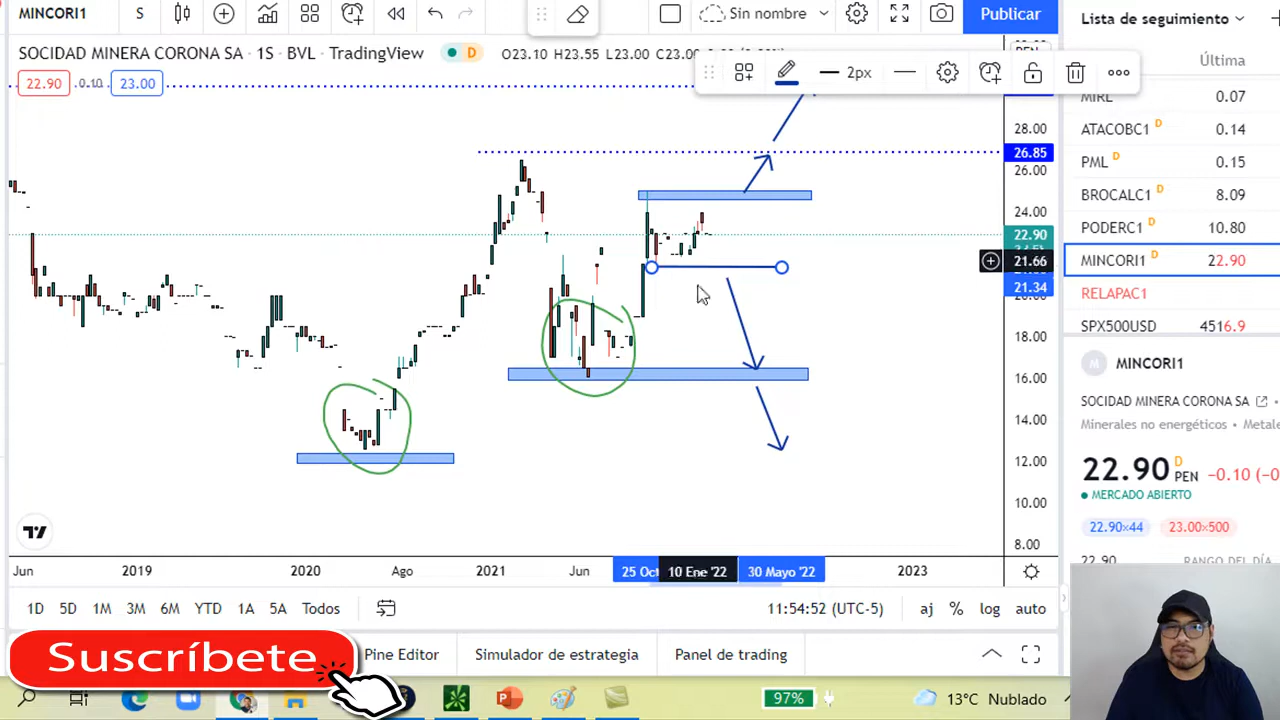 MINCORI1
S
Sin nombre
Publicar
Lista de seguimiento
SOCIDAD MINERA CORONA SA · 1S · BVL · TradingView
D
O23.10 H23.55 L23.00 C23.00
2px
Última
22.90
0.10
23.00
28.00
26.85
26.00
24.00
22.90
21.66
21.34
18.00
16.00
14.00
12.00
10.00
8.00
MIRL 0.07
ATACOBC1 D 0.14
PML D 0.15
BROCALC1 D 8.09
PODERC1 D 10.80
MINCORI1 D 22.90
RELAPAC1
SPX500USD 4516.9
M MINCORI1
SOCIEDAD MINERA CORONA SA
Minerales no energéticos • Metale
22.90 D PEN −0.10
MERCADO ABIERTO
22.90×44 23.00×500
22.90 RANGO DEL DÍA
Jun 2019 2020 Ago 2021 Jun 25 Oct 10 Ene '22 30 Mayo '22 2023
1D 5D 1M 3M 6M YTD 1A 5A Todos
11:54:52 (UTC-5)
aj % log auto
Suscríbete
Pine Editor
Simulador de estrategia
Panel de trading
97%
13°C Nublado